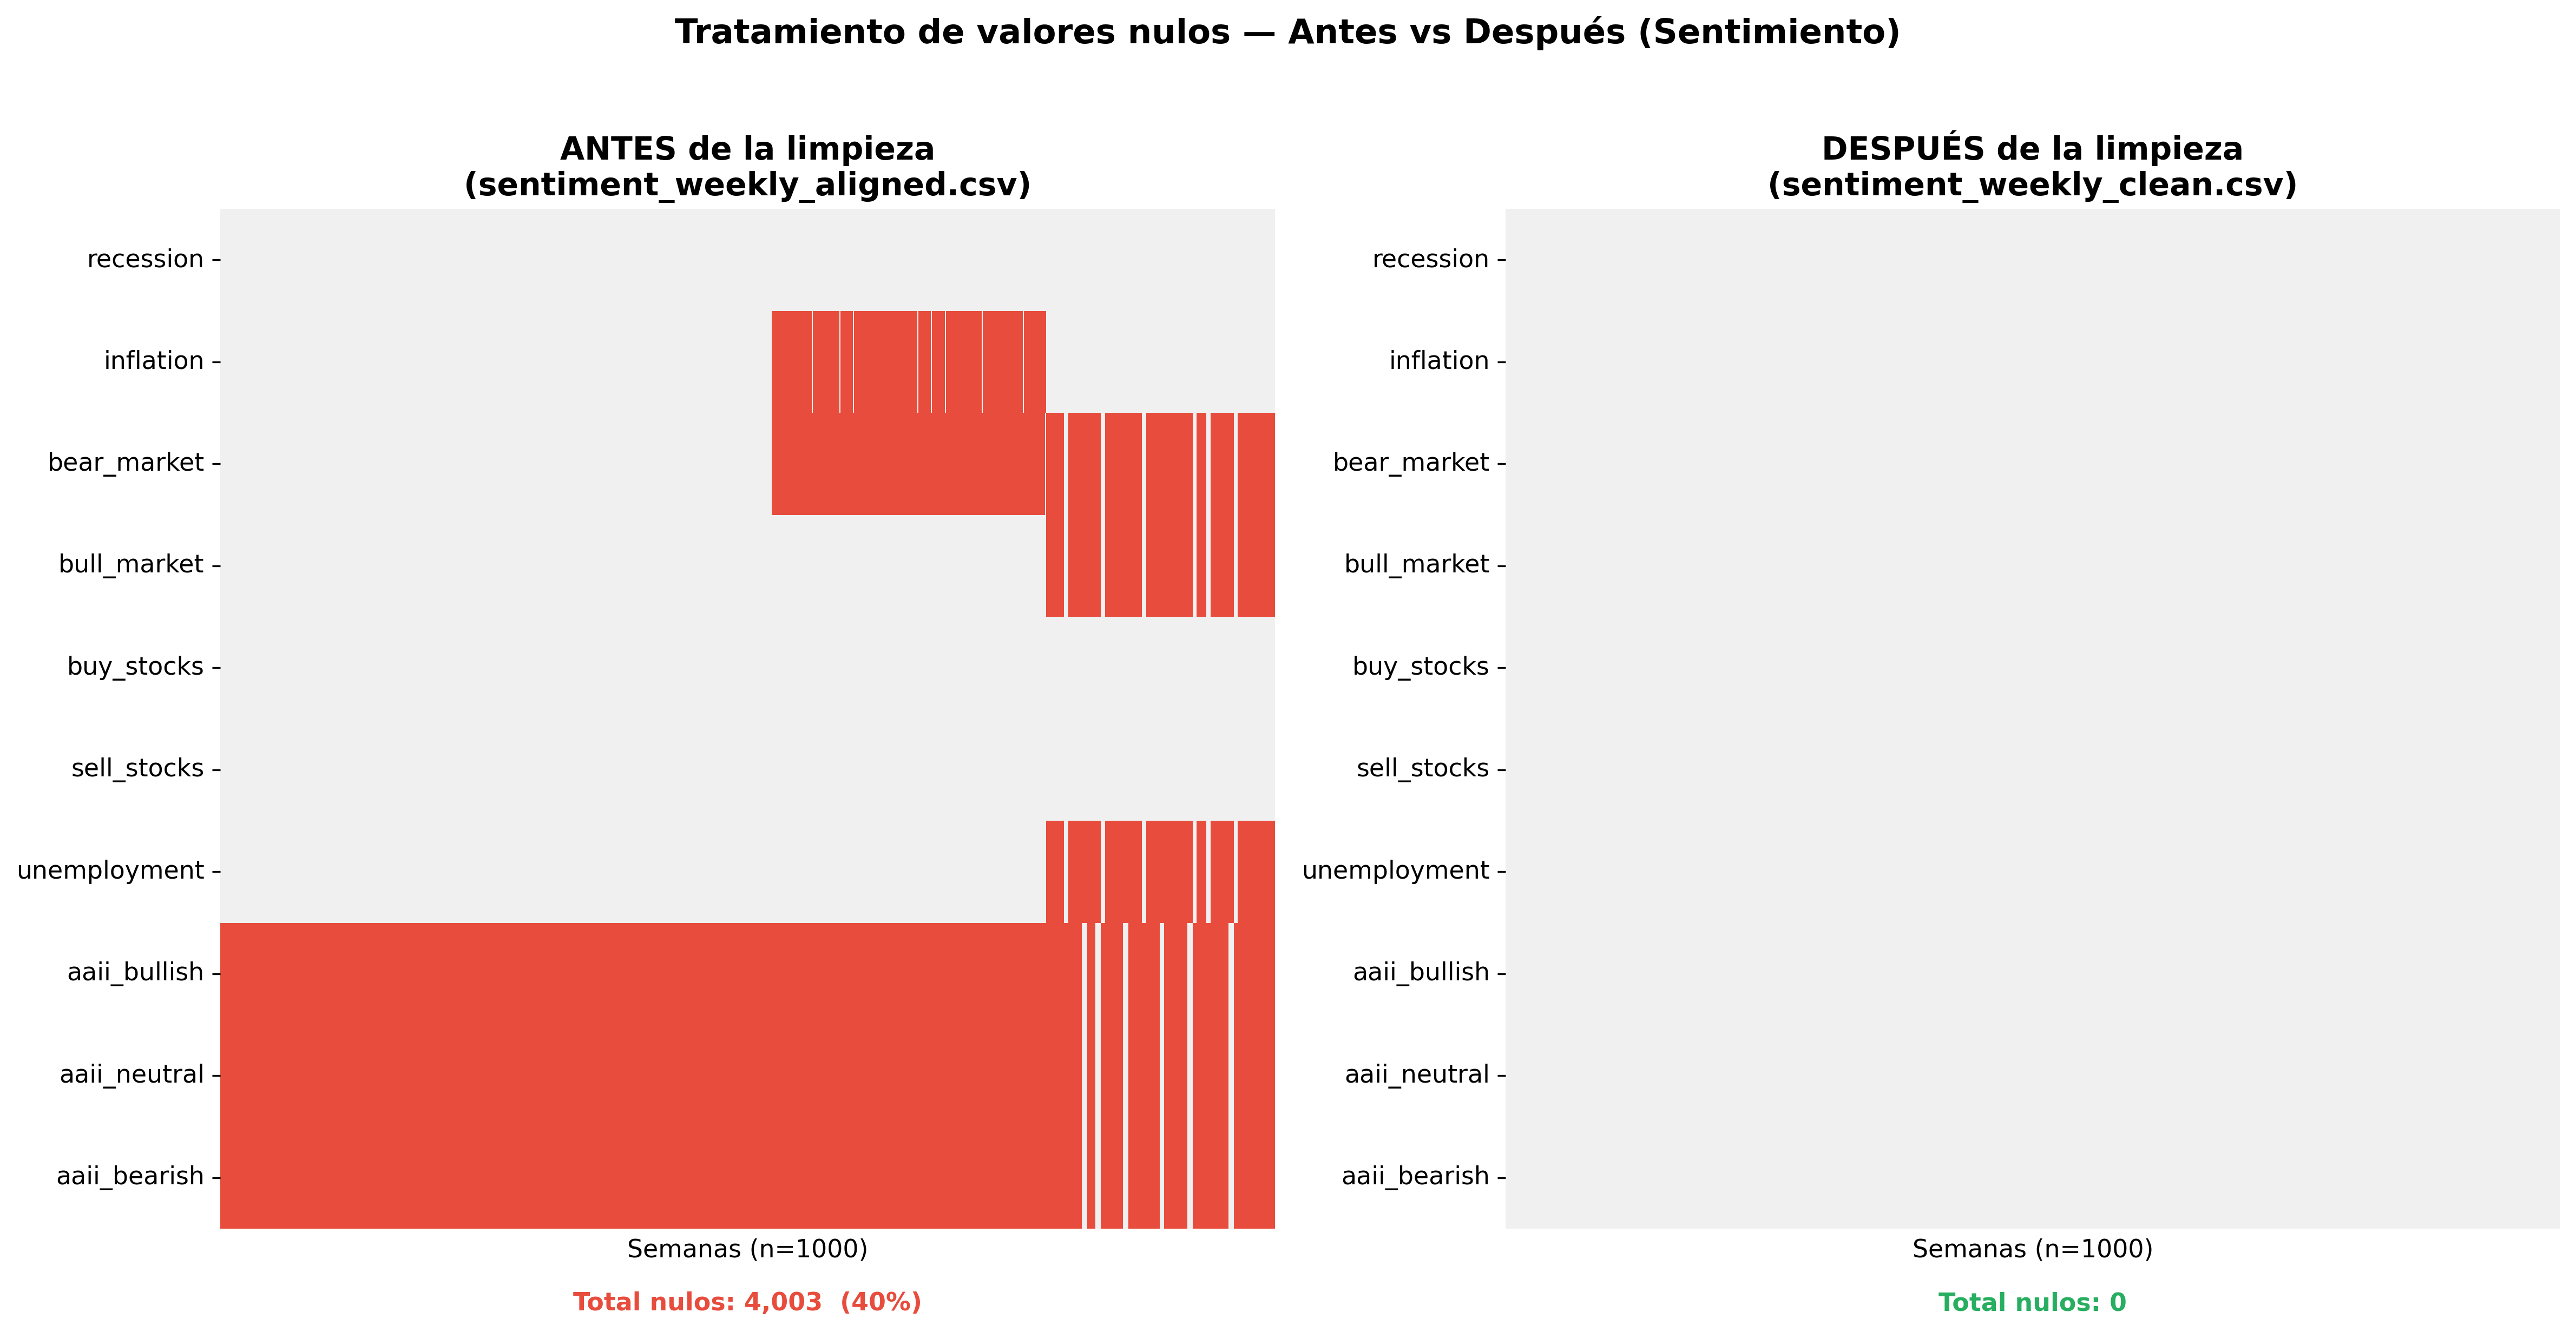 Tratamiento de valores nulos — Antes vs Después (Sentimiento)
ANTES de la limpieza
(sentiment_weekly_aligned.csv)
recession
inflation
bear_market
bull_market
buy_stocks
sell_stocks
unemployment
aaii_bullish
aaii_neutral
aaii_bearish
Semanas (n=1000)
Total nulos: 4,003 (40%)
DESPUÉS de la limpieza
(sentiment_weekly_clean.csv)
recession
inflation
bear_market
bull_market
buy_stocks
sell_stocks
unemployment
aaii_bullish
aaii_neutral
aaii_bearish
Semanas (n=1000)
Total nulos: 0